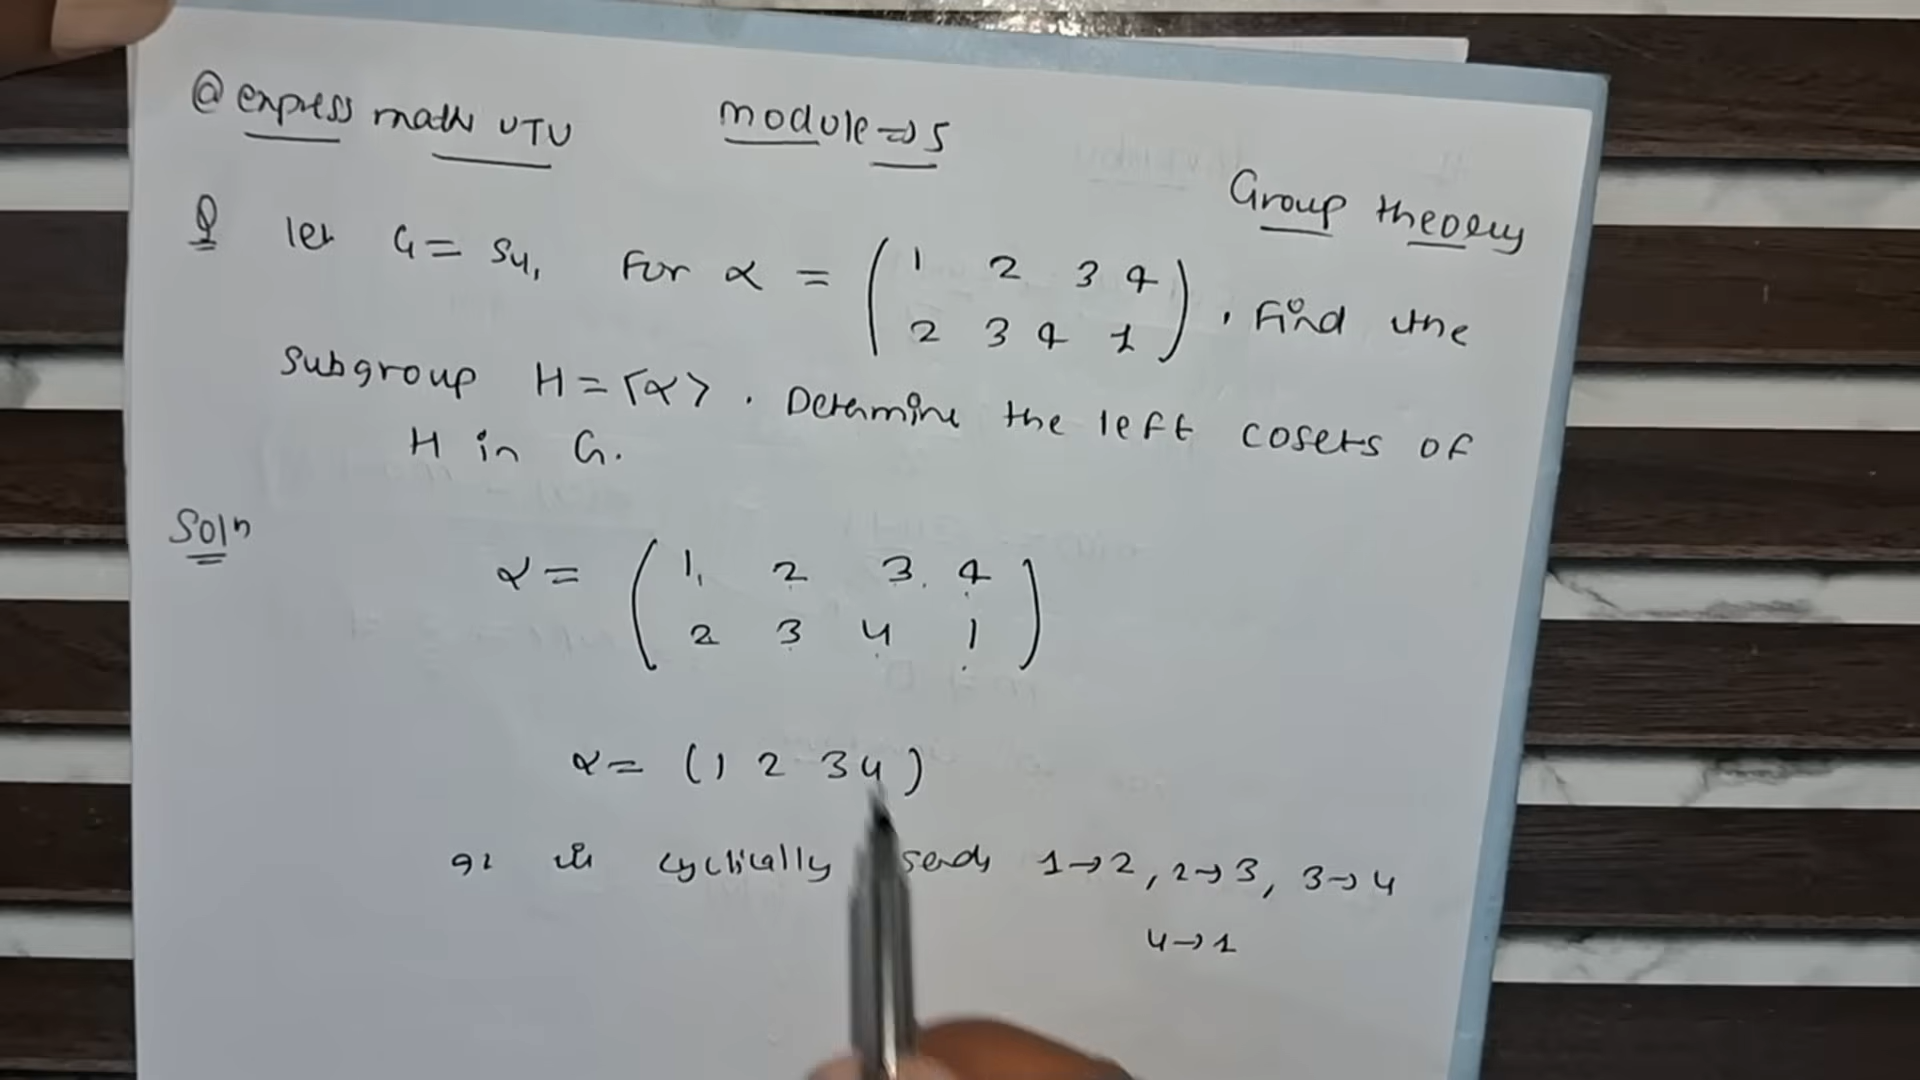 @ express math VTU module ⇒ 5
Group theory
Q let G = S4, For α = ( 1 2 3 4
2 3 4 1 ) . Find the
Subgroup H = <α> . Determine the left cosets of
H in G.
Soln
α = ( 1 2 3 4
2 3 4 1 )
α = (1 2 3 4)
cyclically sends 1→2, 2→3, 3→4
4→1